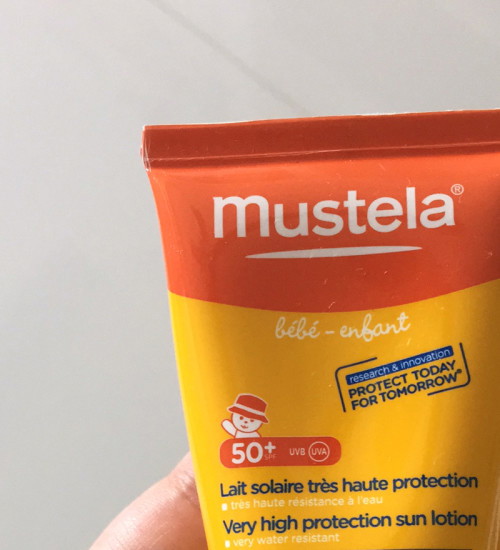 mustela®
bébé - enfant
research & innovation
PROTECT TODAY
FOR TOMORROW®
50+ SPF UVB UVA
Lait solaire très haute protection
très haute résistance à l'eau
Very high protection sun lotion
very water resistant